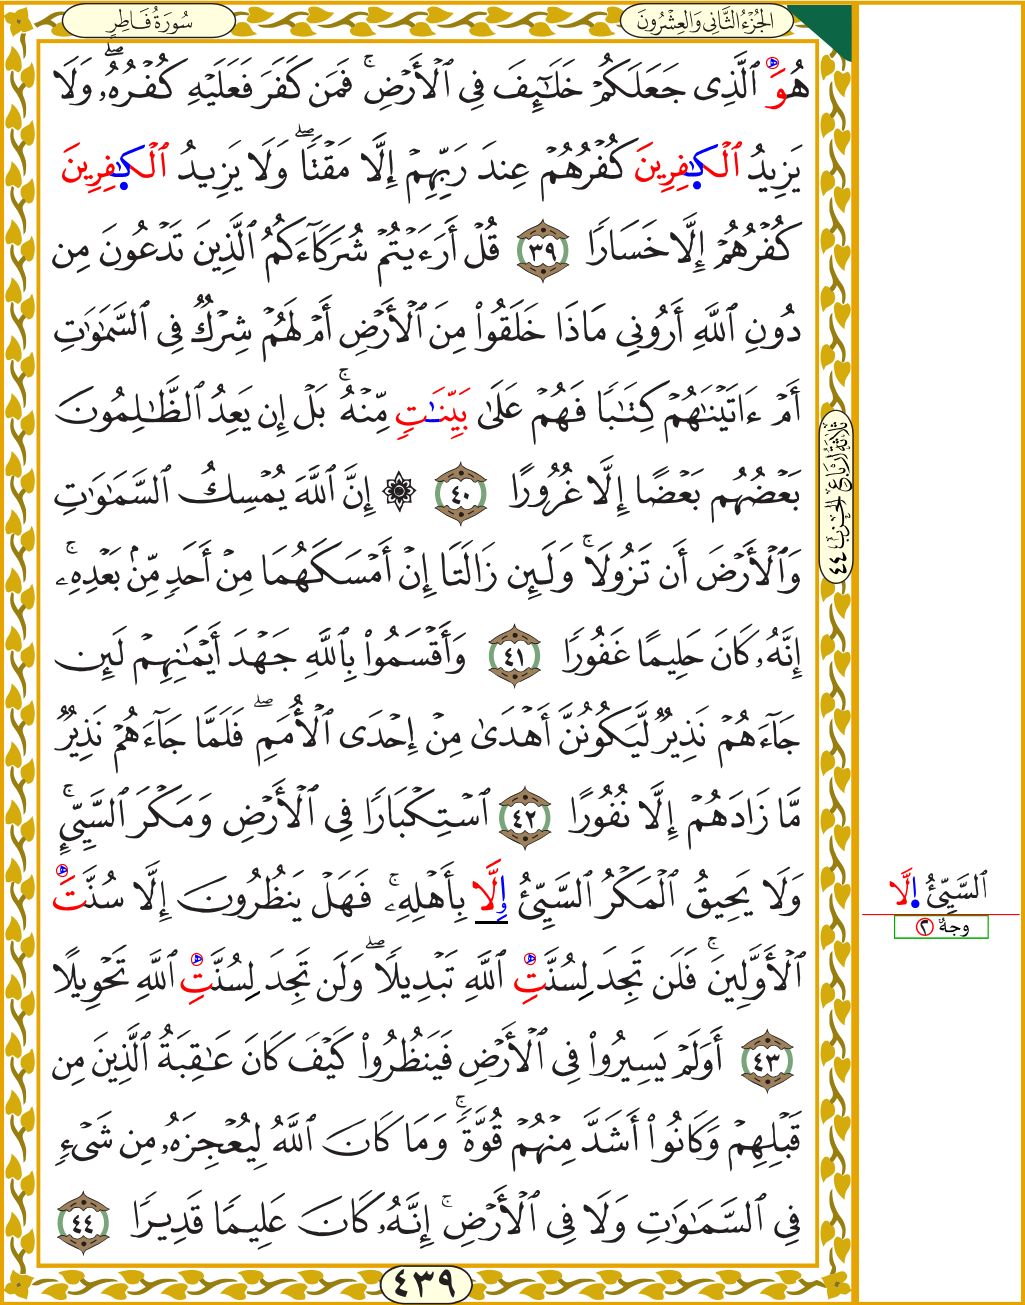 الجُزْءُ الثَّانِي وَالعِشْرُونَ
سُورَةُ فَاطِرٍ
هُوَ ٱلَّذِى جَعَلَكُمْ خَلَـٰٓئِفَ فِى ٱلْأَرْضِ ۚ فَمَن كَفَرَ فَعَلَيْهِ كُفْرُهُۥ ۖ وَلَا
يَزِيدُ ٱلْكَـٰفِرِينَ كُفْرُهُمْ عِندَ رَبِّهِمْ إِلَّا مَقْتًا ۖ وَلَا يَزِيدُ ٱلْكَـٰفِرِينَ
كُفْرُهُمْ إِلَّا خَسَارًا ٣٩ قُلْ أَرَءَيْتُمْ شُرَكَآءَكُمُ ٱلَّذِينَ تَدْعُونَ مِن
دُونِ ٱللَّهِ أَرُونِي مَاذَا خَلَقُوا۟ مِنَ ٱلْأَرْضِ أَمْ لَهُمْ شِرْكٌ فِى ٱلسَّمَـٰوَٰتِ
أَمْ ءَاتَيْنَـٰهُمْ كِتَـٰبًا فَهُمْ عَلَىٰ بَيِّنَـٰتٍ مِّنْهُ ۚ بَلْ إِن يَعِدُ ٱلظَّـٰلِمُونَ
بَعْضُهُم بَعْضًا إِلَّا غُرُورًا ٤٠ ۞ إِنَّ ٱللَّهَ يُمْسِكُ ٱلسَّمَـٰوَٰتِ
وَٱلْأَرْضَ أَن تَزُولَا ۚ وَلَئِن زَالَتَا إِنْ أَمْسَكَهُمَا مِنْ أَحَدٍ مِّنۢ بَعْدِهِۦ ۚ
إِنَّهُۥ كَانَ حَلِيمًا غَفُورًا ٤١ وَأَقْسَمُوا۟ بِٱللَّهِ جَهْدَ أَيْمَـٰنِهِمْ لَئِن
جَآءَهُمْ نَذِيرٌ لَّيَكُونُنَّ أَهْدَىٰ مِنْ إِحْدَى ٱلْأُمَمِ ۖ فَلَمَّا جَآءَهُمْ نَذِيرٌ
مَّا زَادَهُمْ إِلَّا نُفُورًا ٤٢ ٱسْتِكْبَارًا فِى ٱلْأَرْضِ وَمَكْرَ ٱلسَّيِّئِ ۚ
وَلَا يَحِيقُ ٱلْمَكْرُ ٱلسَّيِّئُ إِلَّا بِأَهْلِهِۦ ۚ فَهَلْ يَنظُرُونَ إِلَّا سُنَّتَ
ٱلْأَوَّلِينَ ۚ فَلَن تَجِدَ لِسُنَّتِ ٱللَّهِ تَبْدِيلًا ۖ وَلَن تَجِدَ لِسُنَّتِ ٱللَّهِ تَحْوِيلًا
٤٣ أَوَلَمْ يَسِيرُوا۟ فِى ٱلْأَرْضِ فَيَنظُرُوا۟ كَيْفَ كَانَ عَـٰقِبَةُ ٱلَّذِينَ مِن
قَبْلِهِمْ وَكَانُوا۟ أَشَدَّ مِنْهُمْ قُوَّةً ۚ وَمَا كَانَ ٱللَّهُ لِيُعْجِزَهُۥ مِن شَىْءٍ
فِى ٱلسَّمَـٰوَٰتِ وَلَا فِى ٱلْأَرْضِ ۚ إِنَّهُۥ كَانَ عَلِيمًا قَدِيرًا ٤٤
ثَلَاثَةُ أَرْبَاعِ الحِزْبِ ٤٤
ٱلسَّيِّئُ اِلَّا
وجهٌ ٢
٤٣٩